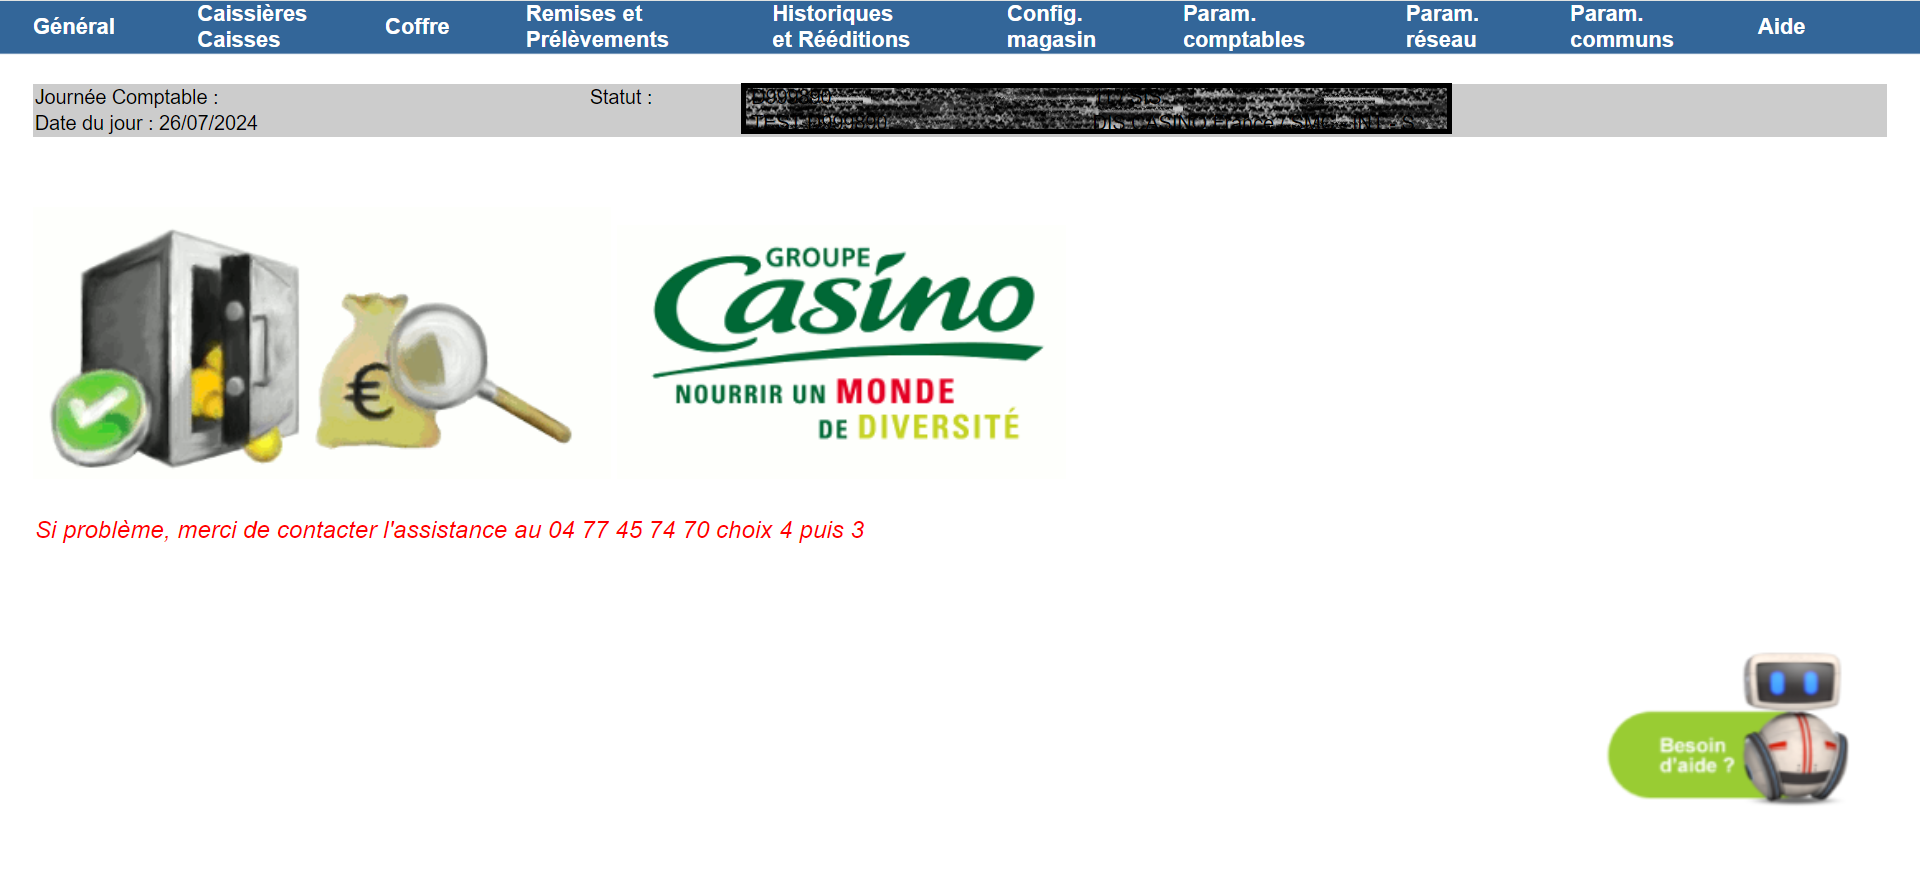 Général
Caissières
Caisses
Coffre
Remises et
Prélèvements
Historiques
et Rééditions
Config.
magasin
Param.
comptables
Param.
réseau
Param.
communs
Aide
Journée Comptable :
Statut :
Date du jour : 26/07/2024
GROUPE
Casino
NOURRIR UN MONDE
DE DIVERSITÉ
€
Si problème, merci de contacter l'assistance au 04 77 45 74 70 choix 4 puis 3
Besoin
d'aide ?